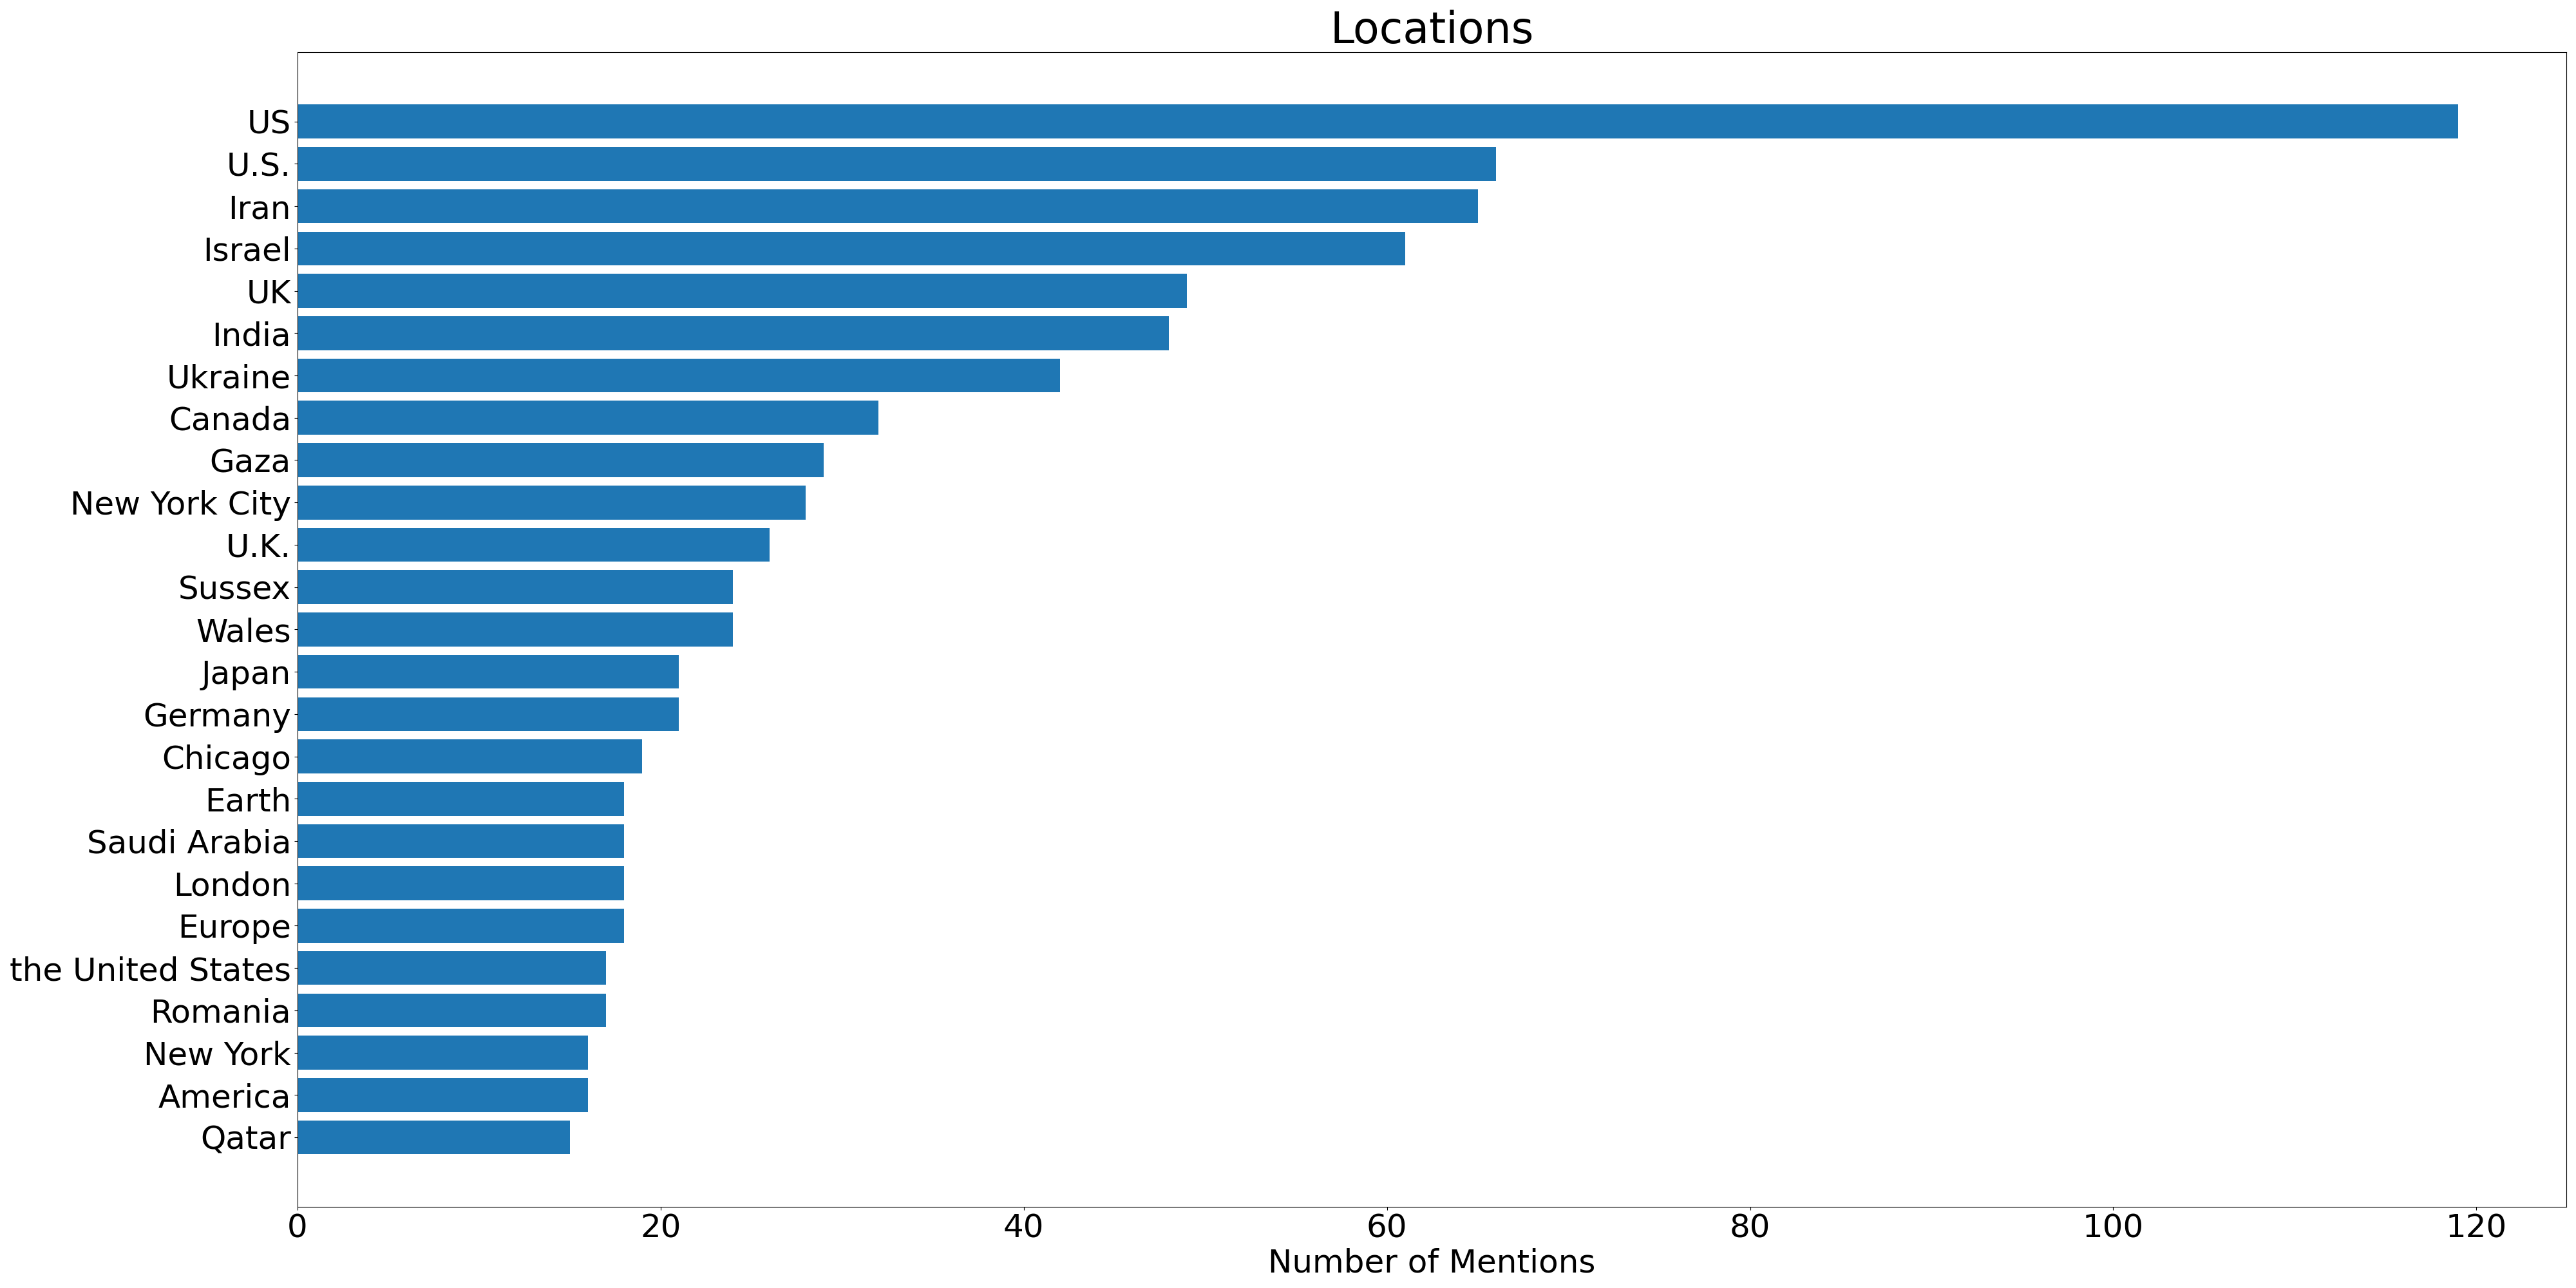 Locations
US
U.S.
Iran
Israel
UK
India
Ukraine
Canada
Gaza
New York City
U.K.
Sussex
Wales
Japan
Germany
Chicago
Earth
Saudi Arabia
London
Europe
the United States
Romania
New York
America
Qatar
0 20 40 60 80 100 120
Number of Mentions